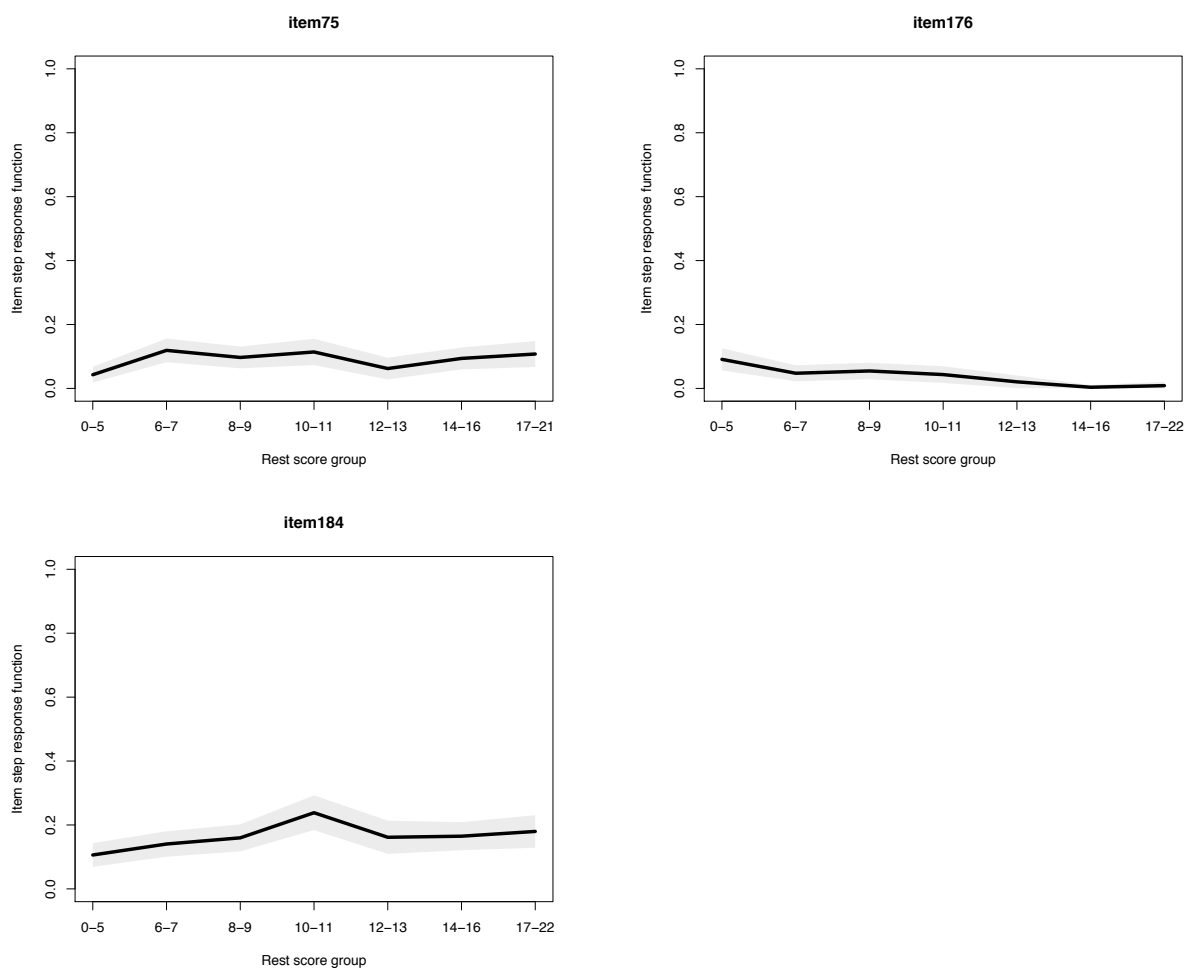 item75
Item step response function
1.0
0.8
0.6
0.4
0.2
0.0
0–5 6–7 8–9 10–11 12–13 14–16 17–21
Rest score group
item176
Item step response function
1.0
0.8
0.6
0.4
0.2
0.0
0–5 6–7 8–9 10–11 12–13 14–16 17–22
Rest score group
item184
Item step response function
1.0
0.8
0.6
0.4
0.2
0.0
0–5 6–7 8–9 10–11 12–13 14–16 17–22
Rest score group